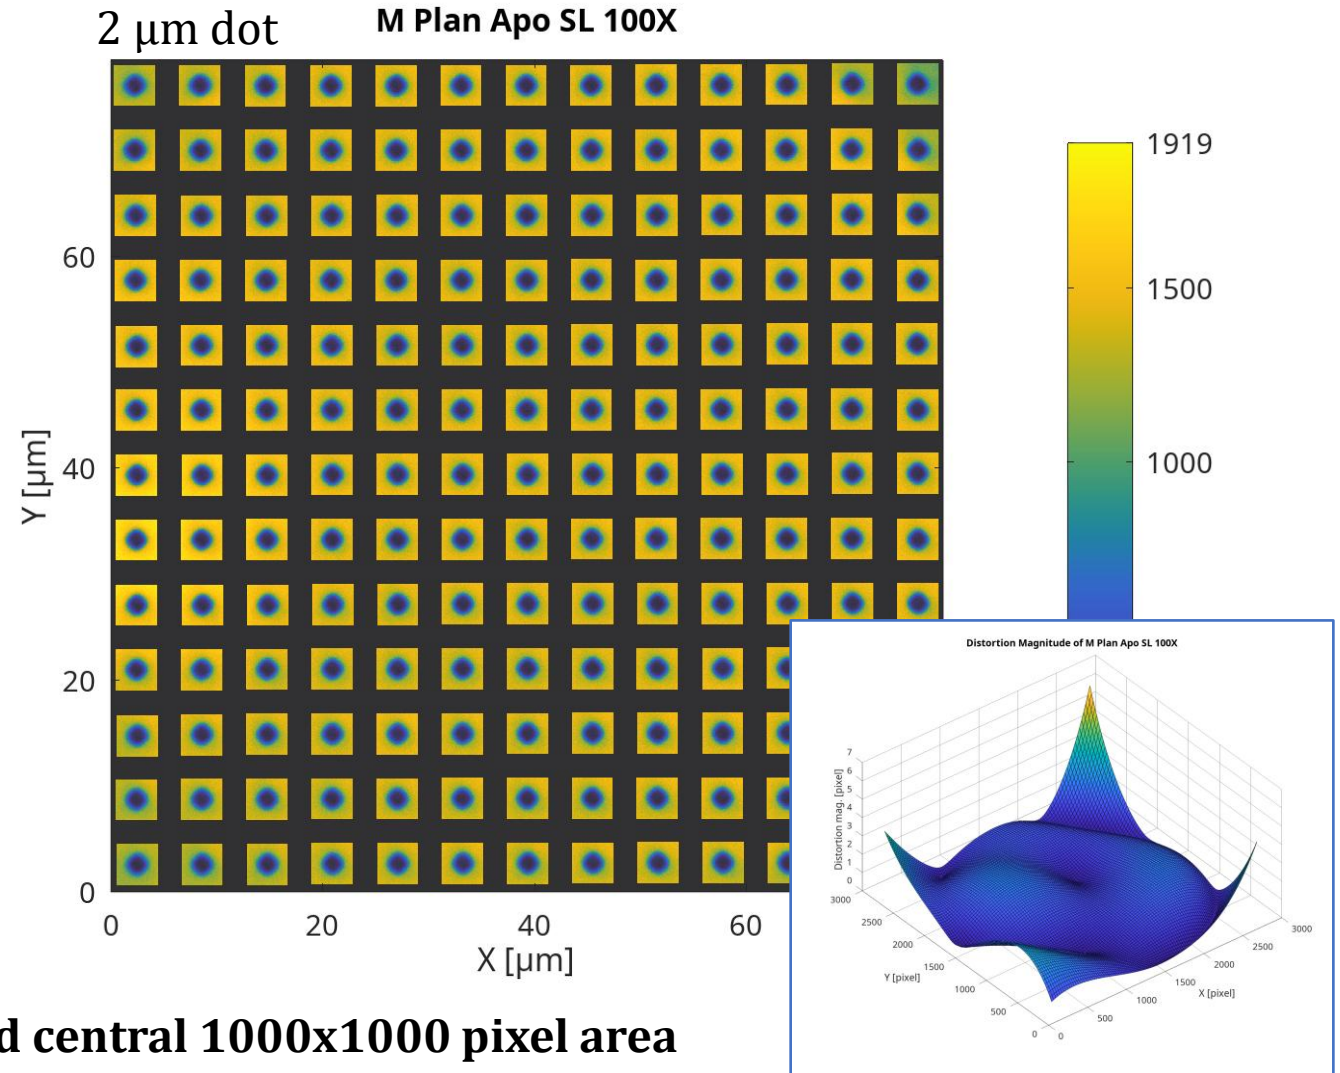 2 μm dot
M Plan Apo SL 100X
Y [μm]
60
40
20
0
0 20 40 60
X [μm]
1919
1500
1000
Distortion Magnitude of M Plan Apo SL 100X
Distortion mag. [pixel]
7
6
5
4
3
2
1
0
3000
2500
2000
1500
1000
500
0
Y [pixel]
0
500
1000
1500
2000
2500
3000
X [pixel]
d central 1000x1000 pixel area